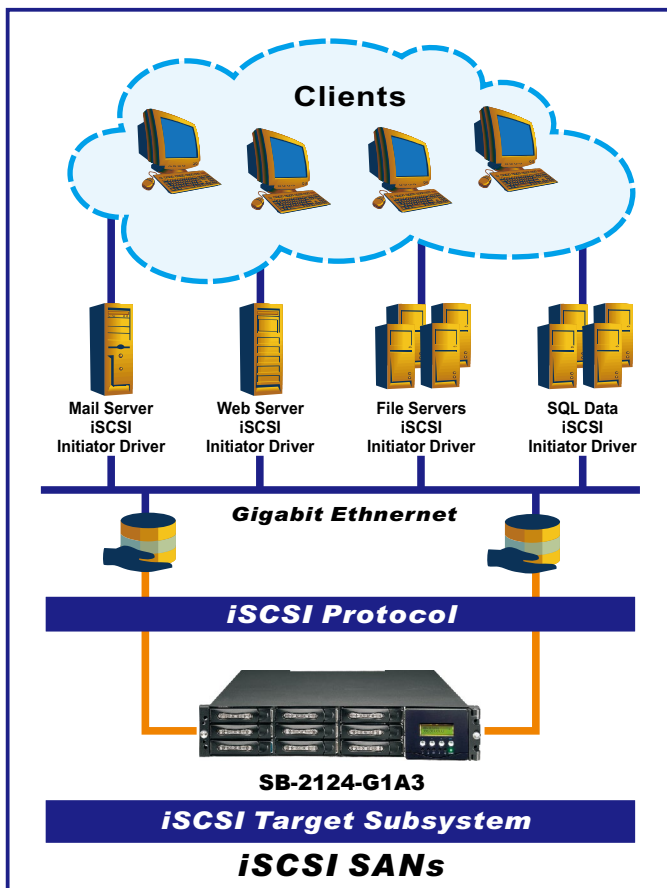 Clients
Mail Server
iSCSI
Initiator Driver
Web Server
iSCSI
Initiator Driver
File Servers
iSCSI
Initiator Driver
SQL Data
iSCSI
Initiator Driver
Gigabit Ethnernet
iSCSI Protocol
SB-2124-G1A3
iSCSI Target Subsystem
iSCSI SANs